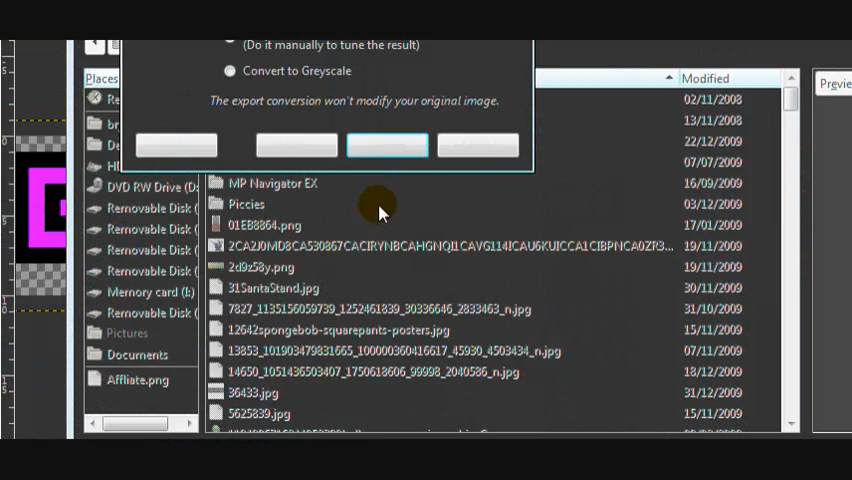 (Do it manually to tune the result)
Convert to Greyscale
The export conversion won't modify your original image.
Places
Modified
Previe
02/11/2008
13/11/2008
22/12/2009
07/07/2009
DVD RW Drive (D:
MP Navigator EX
16/09/2009
Removable Disk (
Piccies
03/12/2009
Removable Disk (
01EB8864.png
17/01/2009
Removable Disk (
19/11/2009
Removable Disk (
2d9z58y.png
19/11/2009
Memory card (I:)
31SantaStand.jpg
30/11/2009
Removable Disk (
7827_1135156059739_1252461839_30336646_2833463_n.jpg
31/10/2009
Pictures
12642spongebob-squarepants-posters.jpg
15/11/2009
Documents
13853_101903479831665_100000360416617_45930_4503434_n.jpg
07/11/2009
Affliate.png
14650_1051436503407_1750618606_99998_2040586_n.jpg
18/12/2009
36433.jpg
31/12/2009
5625839.jpg
15/11/2009